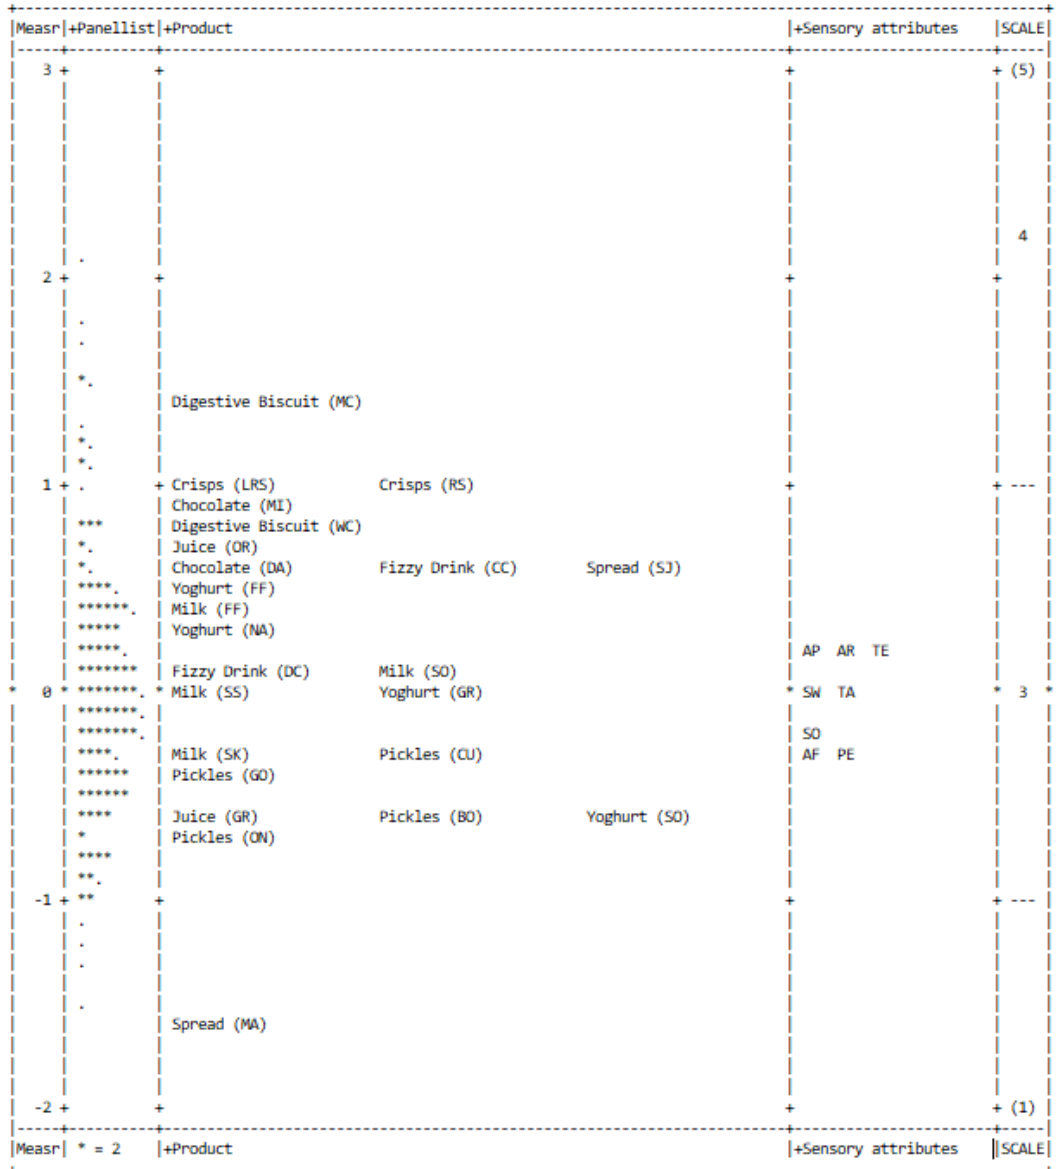 |Measr|+Panellist|+Product |+Sensory attributes |SCALE|
3 + + + + (5)
4
.
2 + + + +
.
.
*.
Digestive Biscuit (MC)
.
*.
*.
1 + . + Crisps (LRS) Crisps (RS) + + ---
Chocolate (MI)
*** Digestive Biscuit (WC)
*. Juice (OR)
*. Chocolate (DA) Fizzy Drink (CC) Spread (SJ)
****. Yoghurt (FF)
******. Milk (FF)
***** Yoghurt (NA)
*****. AP AR TE
******* Fizzy Drink (DC) Milk (SO)
* 0 * *******. * Milk (SS) Yoghurt (GR) * SW TA * 3 *
*******.
*******. SO
****. Milk (SK) Pickles (CU) AF PE
****** Pickles (GO)
******
**** Juice (GR) Pickles (BO) Yoghurt (SO)
* Pickles (ON)
****
**.
-1 + ** + + + ---
.
.
.
.
Spread (MA)
-2 + + + + (1)
|Measr| * = 2 |+Product |+Sensory attributes |SCALE|